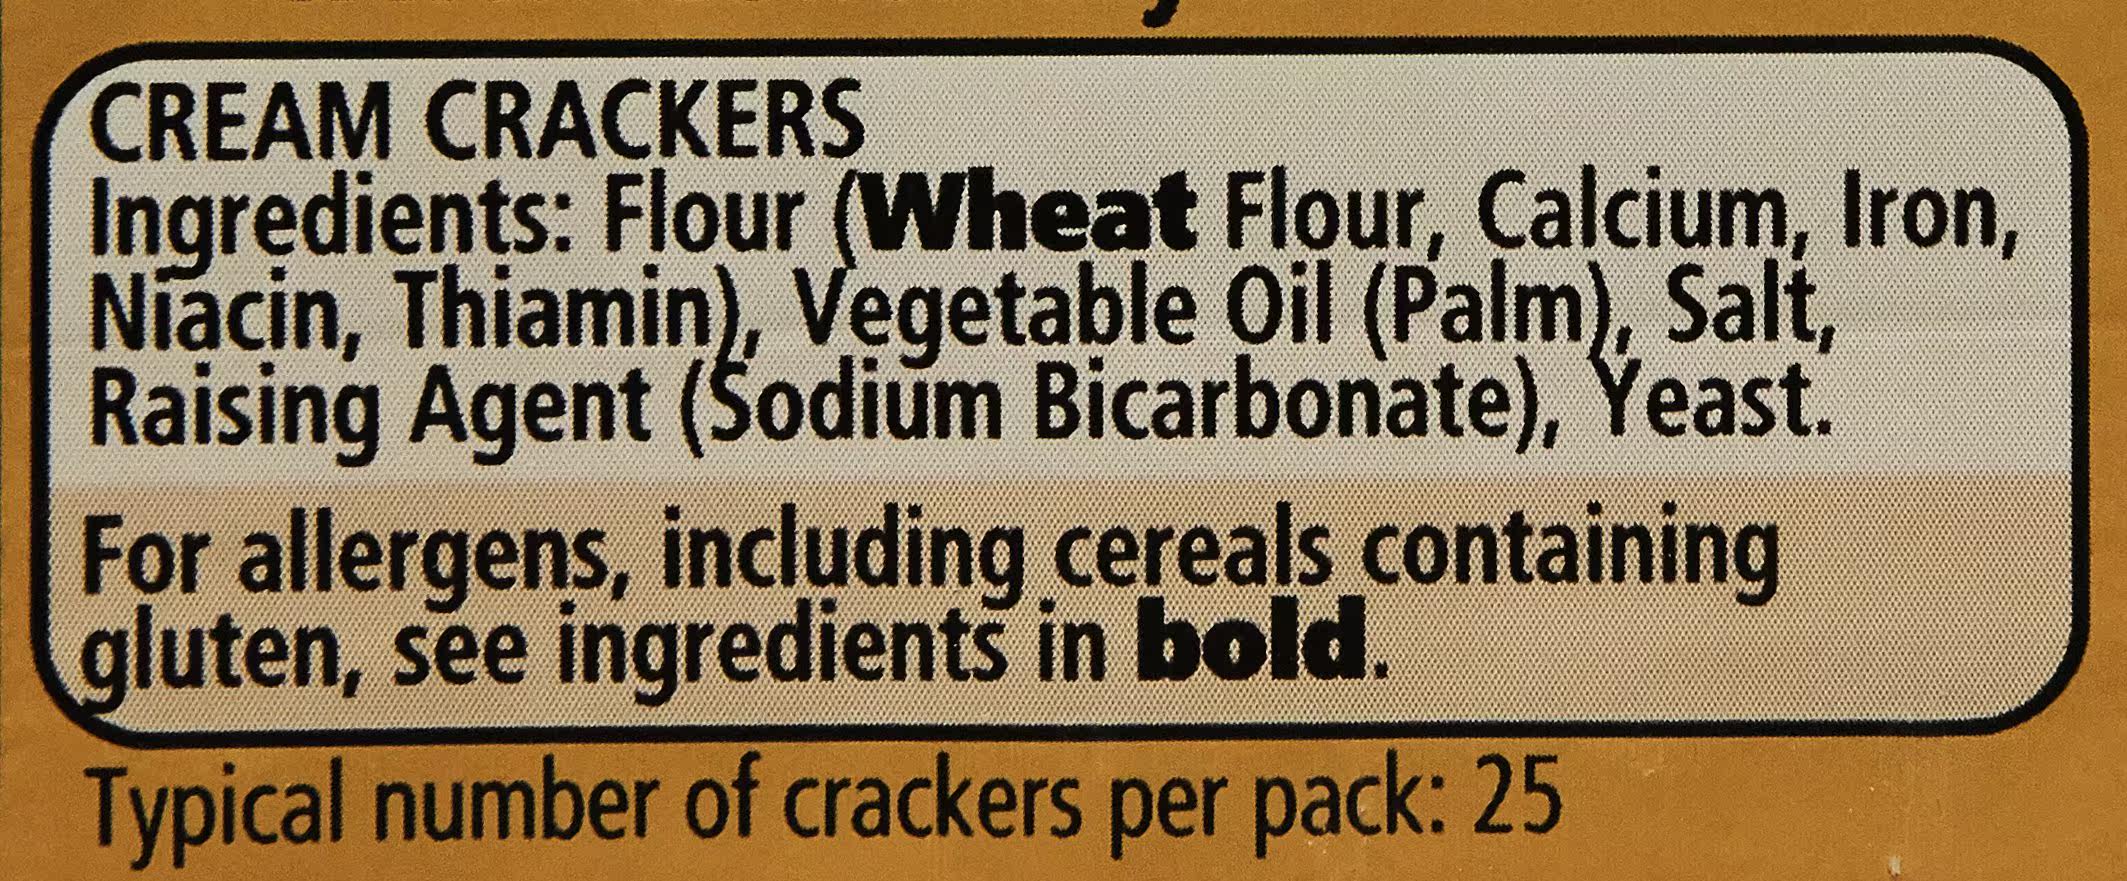 CREAM CRACKERS
Ingredients: Flour (Wheat Flour, Calcium, Iron,
Niacin, Thiamin), Vegetable Oil (Palm), Salt,
Raising Agent (Sodium Bicarbonate), Yeast.
For allergens, including cereals containing
gluten, see ingredients in bold.
Typical number of crackers per pack: 25